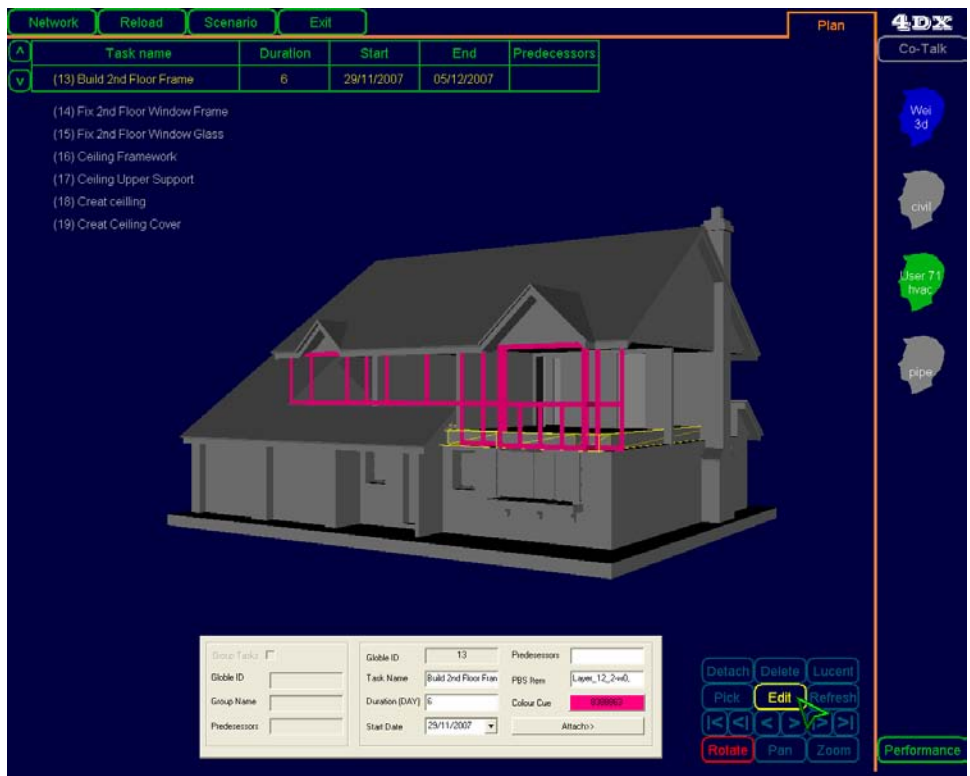 Network Reload Scenario Exit Plan 4DX
Task name Duration Start End Predecessors Co-Talk
(13) Build 2nd Floor Frame 6 29/11/2007 05/12/2007
(14) Fix 2nd Floor Window Frame
(15) Fix 2nd Floor Window Glass
(16) Ceiling Framework
(17) Ceiling Upper Support
(18) Creat ceilling
(19) Creat Ceiling Cover
Wei
3d
civil
User 71
hvac
pipe
Group Tasks
Globle ID
Group Name
Predecessors
Globle ID 13 Predecessors
Task Name Build 2nd Floor Fran PBS Item Layer_12_2-w0,
Duration (DAY) 6 Colour Cue
Start Date 29/11/2007 Attach>>
Detach Delete Lucent
Pick Edit Refresh
|< <| < > |> >|
Rotate Pan Zoom Performance